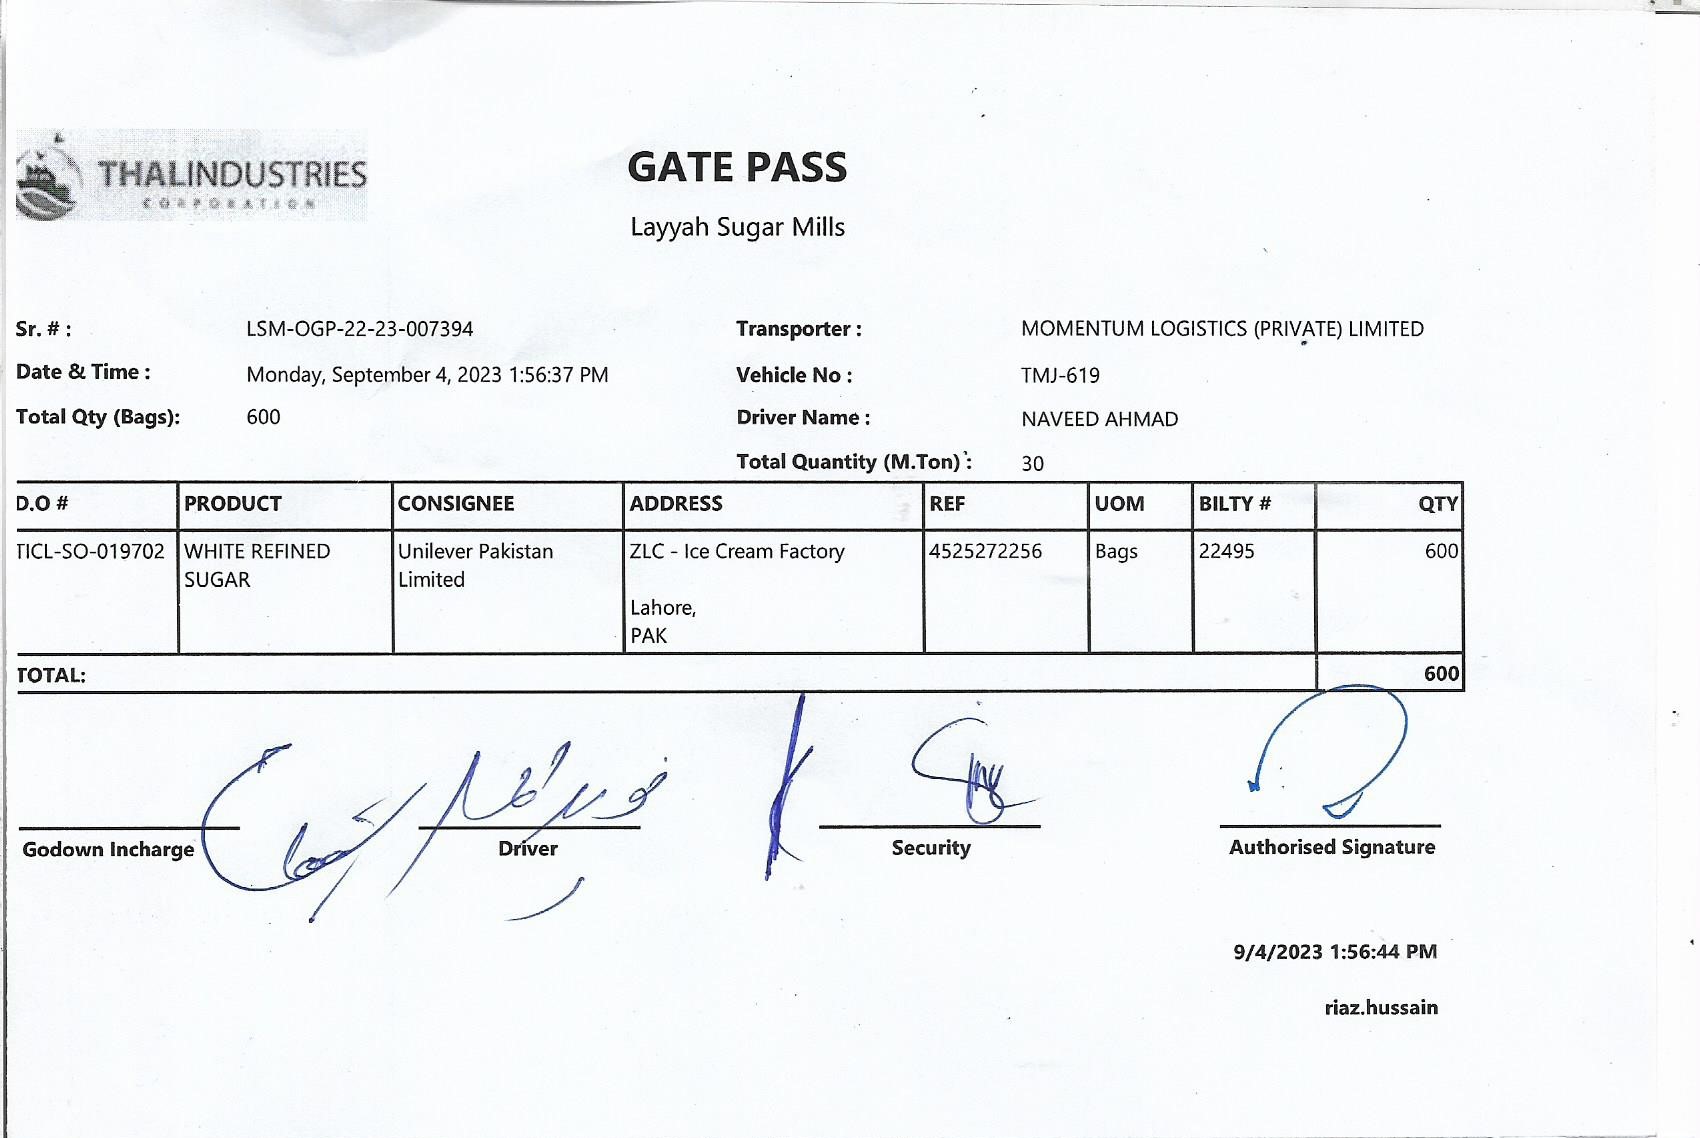 THALINDUSTRIES
CORPORATION
GATE PASS
Layyah Sugar Mills
Sr. # : LSM-OGP-22-23-007394 Transporter : MOMENTUM LOGISTICS (PRIVATE) LIMITED
Date & Time : Monday, September 4, 2023 1:56:37 PM Vehicle No : TMJ-619
Total Qty (Bags): 600 Driver Name : NAVEED AHMAD
Total Quantity (M.Ton) : 30
D.O # PRODUCT CONSIGNEE ADDRESS REF UOM BILTY # QTY
TICL-SO-019702 WHITE REFINED Unilever Pakistan ZLC - Ice Cream Factory 4525272256 Bags 22495 600
SUGAR Limited
Lahore,
PAK
TOTAL: 600
Godown Incharge Driver Security Authorised Signature
9/4/2023 1:56:44 PM
riaz.hussain